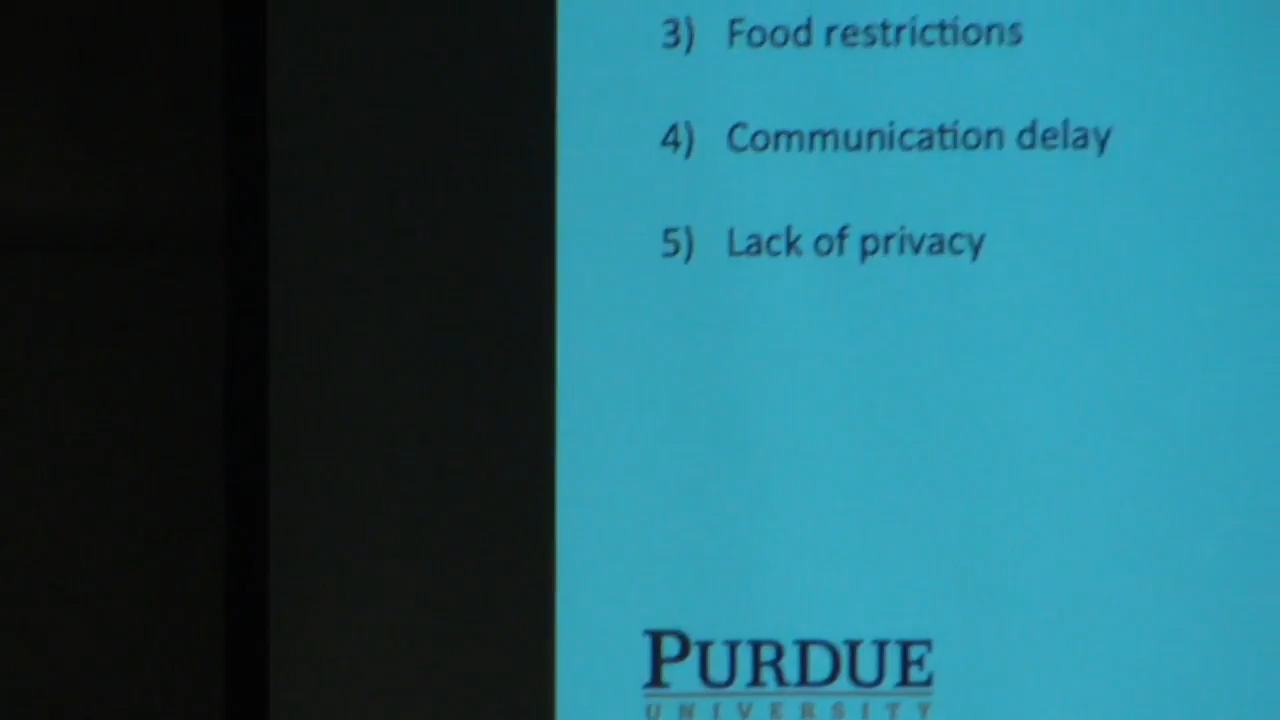 3) Food restrictions
4) Communication delay
5) Lack of privacy
PURDUE
UNIVERSITY